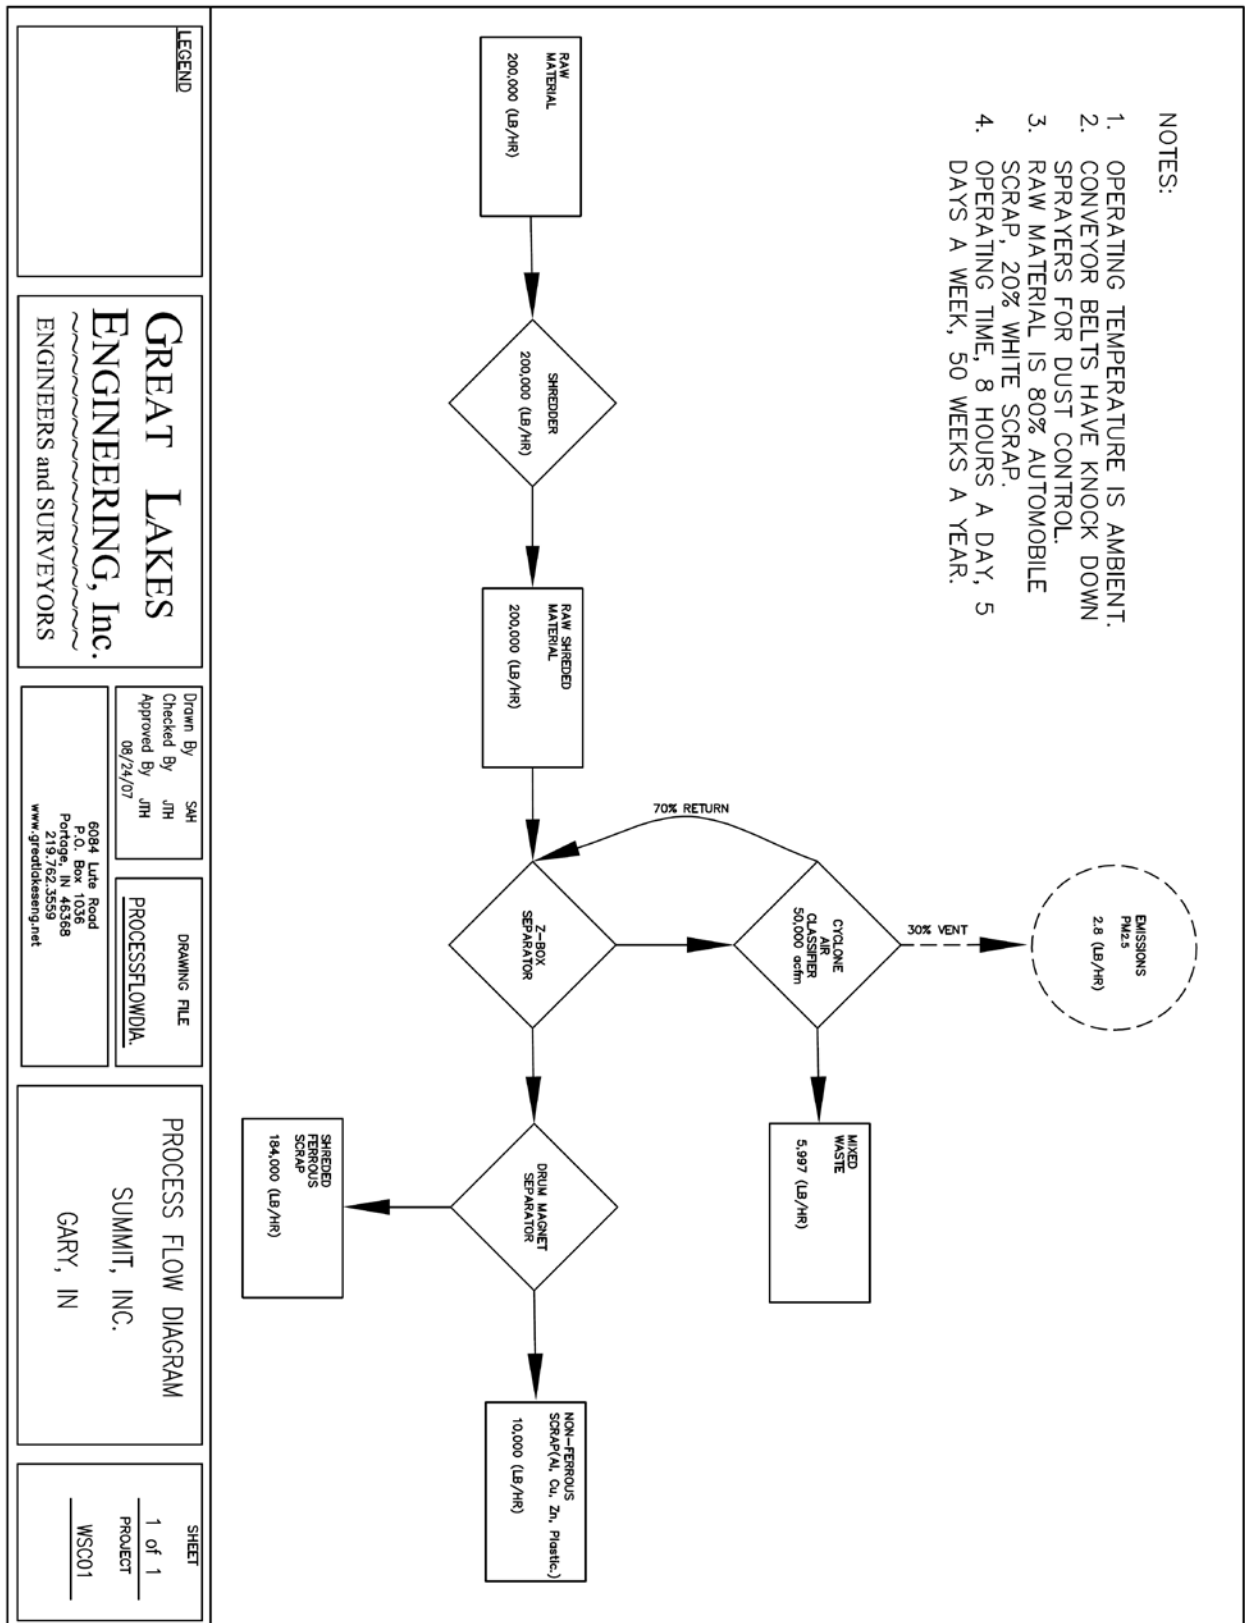 NOTES:
1. OPERATING TEMPERATURE IS AMBIENT.
2. CONVEYOR BELTS HAVE KNOCK DOWN
SPRAYERS FOR DUST CONTROL.
3. RAW MATERIAL IS 80% AUTOMOBILE
SCRAP, 20% WHITE SCRAP.
4. OPERATING TIME, 8 HOURS A DAY, 5
DAYS A WEEK, 50 WEEKS A YEAR.
EMISSIONS
PM2.5
2.8 (LB/HR)
30% VENT
70% RETURN
CYCLONE
AIR
CLASSIFIER
50,000 acfm
MIXED
WASTE
5,997 (LB/HR)
RAW
MATERIAL
200,000 (LB/HR)
SHREDDER
200,000 (LB/HR)
RAW SHREDED
MATERIAL
200,000 (LB/HR)
Z-BOX
SEPARATOR
DRUM MAGNET
SEPARATOR
NON-FERROUS
SCRAP(Al, Cu, Zn, Plastic.)
10,000 (LB/HR)
SHREDED
FERROUS
SCRAP
184,000 (LB/HR)
LEGEND
GREAT LAKES
ENGINEERING, Inc.
ENGINEERS and SURVEYORS
Drawn By SAH
Checked By JTH
Approved By JTH
08/24/07
DRAWING FILE
PROCESSFLOWDIA.
6084 Lute Road
P.O. Box 1036
Portage, IN 46368
219.762.3559
www.greatlakeseng.net
PROCESS FLOW DIAGRAM
SUMMIT, INC.
GARY, IN
SHEET
1 of 1
PROJECT
WSC01